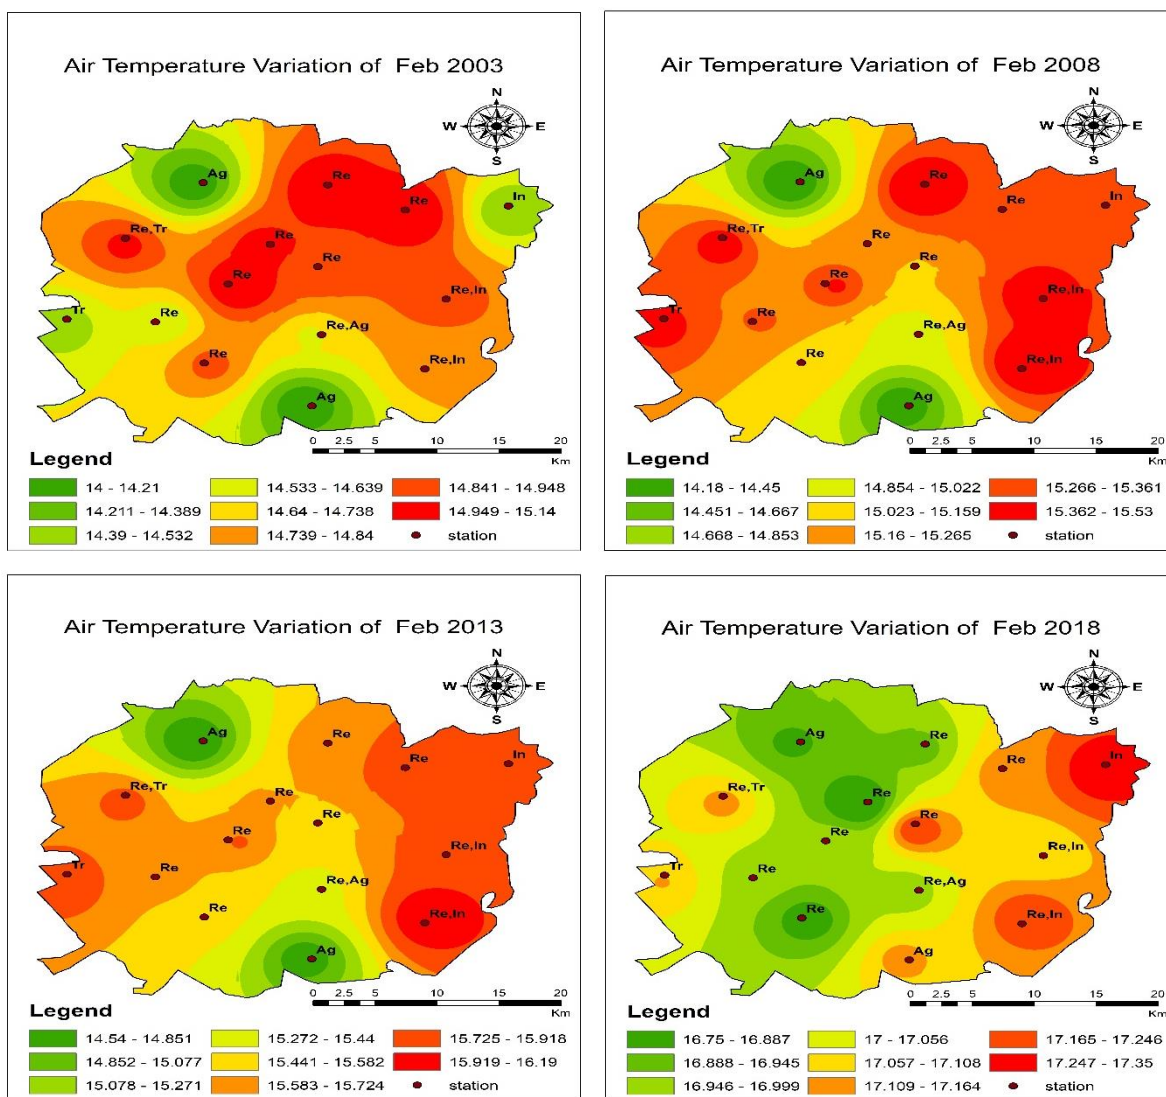 Air Temperature Variation of Feb 2003
N
W E
S
Ag
Re
Re
In
Re,Tr
Re
Re
Re
Re,In
Tr
Re
Re,Ag
Re
Re,In
Ag
0 2.5 5 10 15 20
Km
Legend
14 - 14.21 14.533 - 14.639 14.841 - 14.948
14.211 - 14.389 14.64 - 14.738 14.949 - 15.14
14.39 - 14.532 14.739 - 14.84 station
Air Temperature Variation of Feb 2008
N
W E
S
Ag
Re
Re
In
Re,Tr
Re
Re
Re
Re,In
Tr
Re
Re,Ag
Re
Re,In
Ag
0 2.5 5 10 15 20
Km
Legend
14.18 - 14.45 14.854 - 15.022 15.266 - 15.361
14.451 - 14.667 15.023 - 15.159 15.362 - 15.53
14.668 - 14.853 15.16 - 15.265 station
Air Temperature Variation of Feb 2013
N
W E
S
Ag
Re
Re
In
Re,Tr
Re
Re
Re
Re,In
Tr
Re
Re,Ag
Re
Re,In
Ag
0 2.5 5 10 15 20
Km
Legend
14.54 - 14.851 15.272 - 15.44 15.725 - 15.918
14.852 - 15.077 15.441 - 15.582 15.919 - 16.19
15.078 - 15.271 15.583 - 15.724 station
Air Temperature Variation of Feb 2018
N
W E
S
Ag
Re
Re
In
Re,Tr
Re
Re
Re
Re,In
Tr
Re
Re,Ag
Re
Re,In
Ag
0 2.5 5 10 15 20
Km
Legend
16.75 - 16.887 17 - 17.056 17.165 - 17.246
16.888 - 16.945 17.057 - 17.108 17.247 - 17.35
16.946 - 16.999 17.109 - 17.164 station